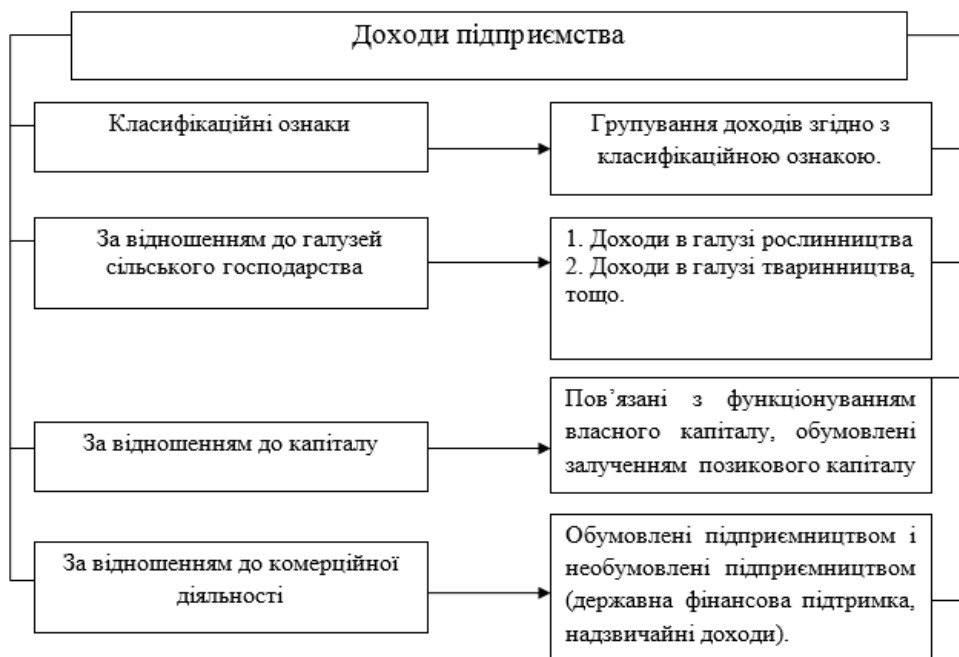 Доходи підприємства
Класифікаційні ознаки
Групування доходів згідно з
класифікаційною ознакою.
За відношенням до галузей
сільського господарства
1. Доходи в галузі рослинництва
2. Доходи в галузі тваринництва,
тощо.
За відношенням до капіталу
Пов’язані з функціонуванням
власного капіталу, обумовлені
залученням позикового капіталу
За відношенням до комерційної
діяльності
Обумовлені підприємництвом і
необумовлені підприємництвом
(державна фінансова підтримка,
надзвичайні доходи).